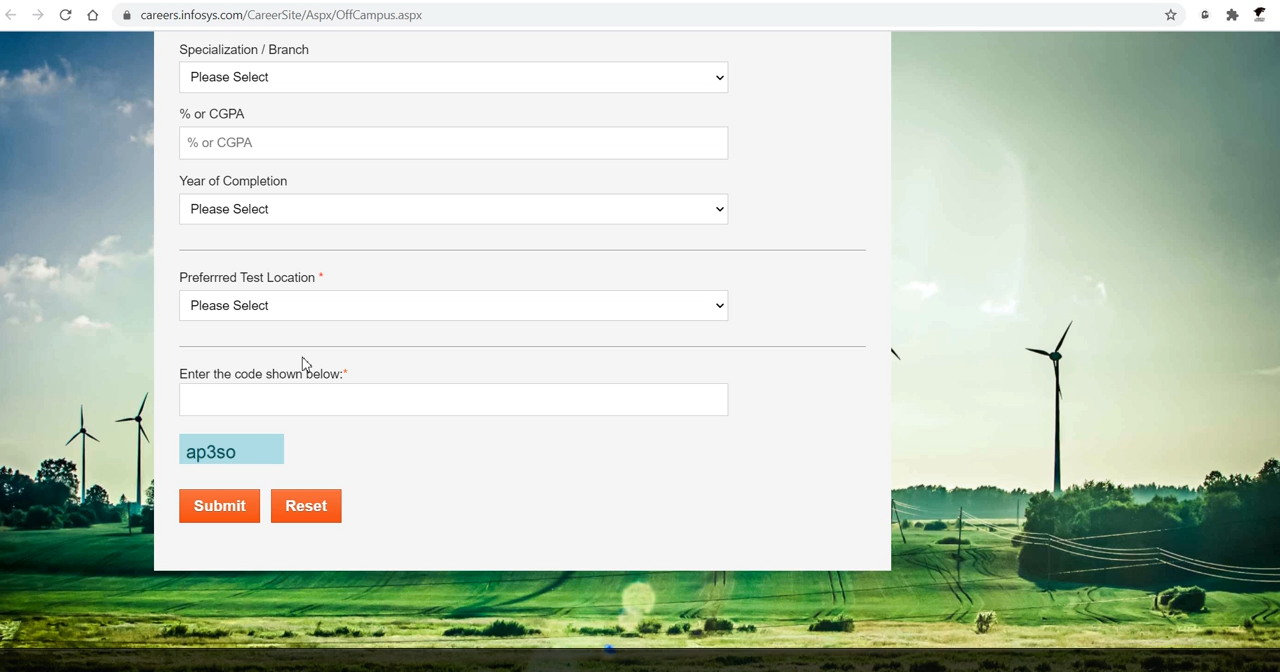 careers.infosys.com/CareerSite/Aspx/OffCampus.aspx
Specialization / Branch
Please Select
% or CGPA
% or CGPA
Year of Completion
Please Select
Preferrred Test Location *
Please Select
Enter the code shown below:*
ap3so
Submit Reset